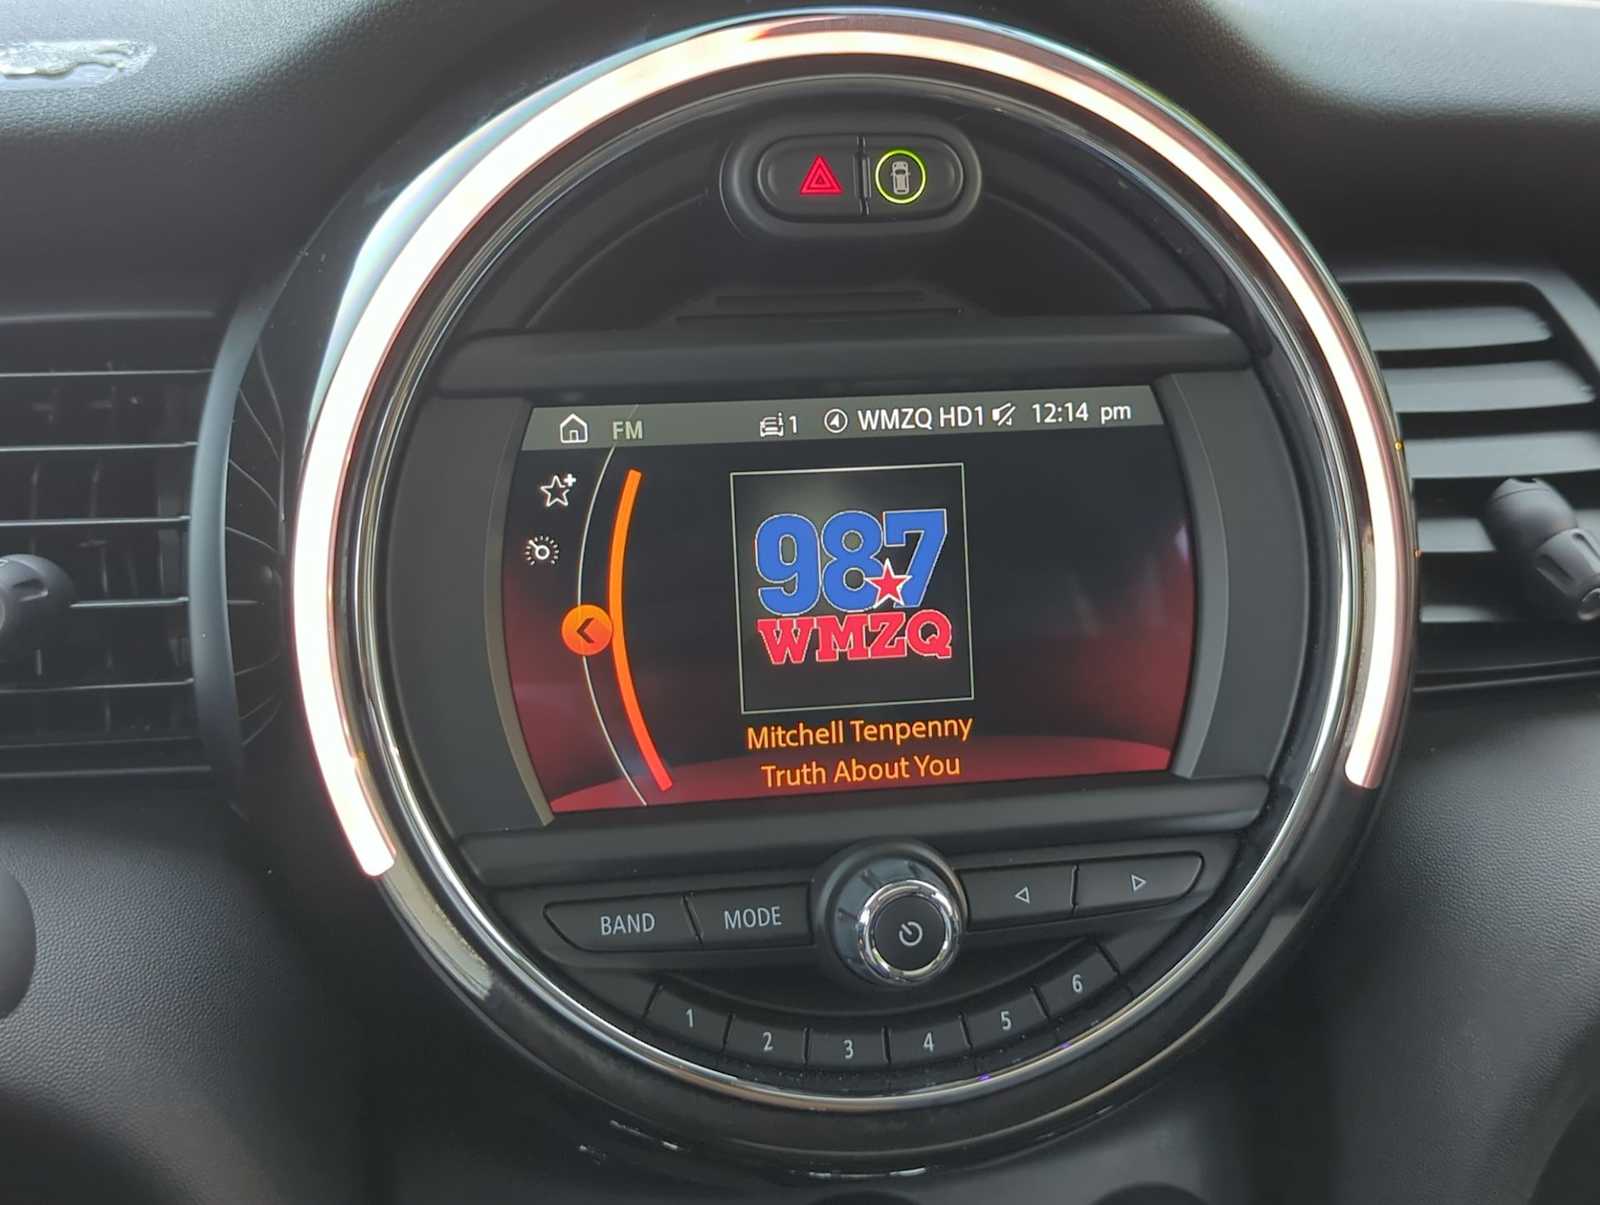 FM 1 WMZQ HD1 12:14 pm
98★7
WMZQ
Mitchell Tenpenny
Truth About You
BAND MODE
1 2 3 4 5 6